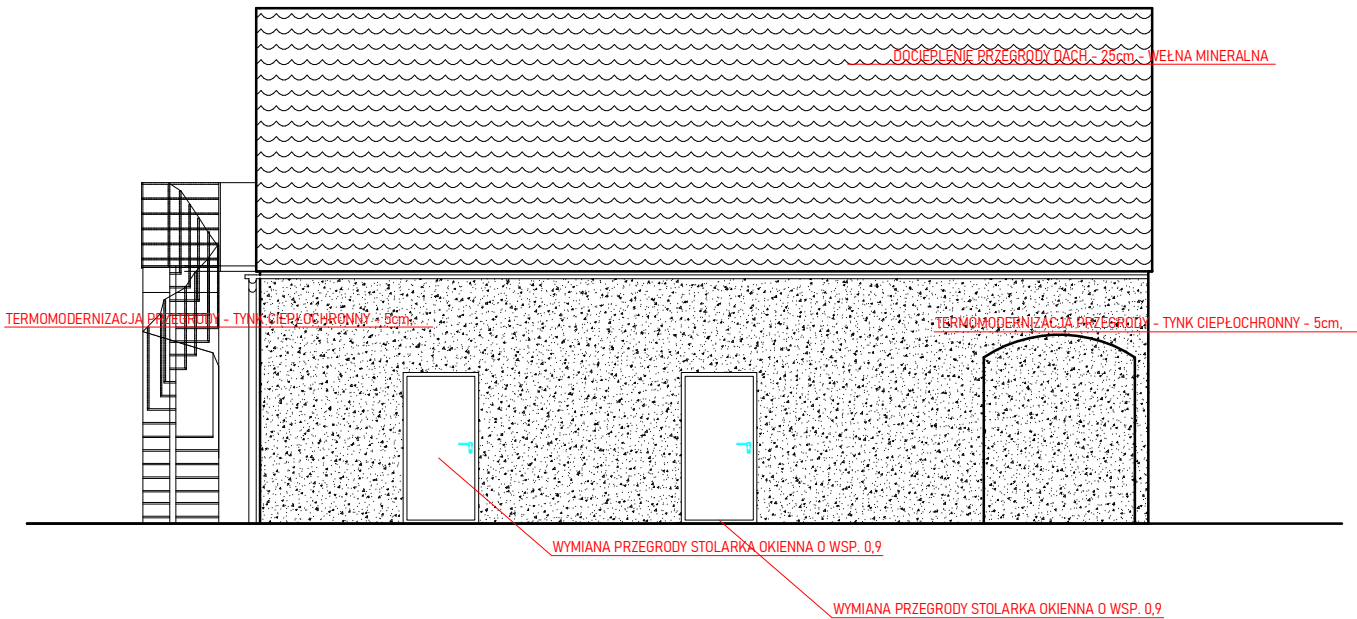 DOCIEPLENIE PRZEGRODY DACH - 25cm - WEŁNA MINERALNA
TERMOMODERNIZACJA PRZEGRODY - TYNK CIEPŁOCHRONNY - 5cm,
TERMOMODERNIZACJA PRZEGRODY - TYNK CIEPŁOCHRONNY - 5cm,
WYMIANA PRZEGRODY STOLARKA OKIENNA O WSP. 0,9
WYMIANA PRZEGRODY STOLARKA OKIENNA O WSP. 0,9